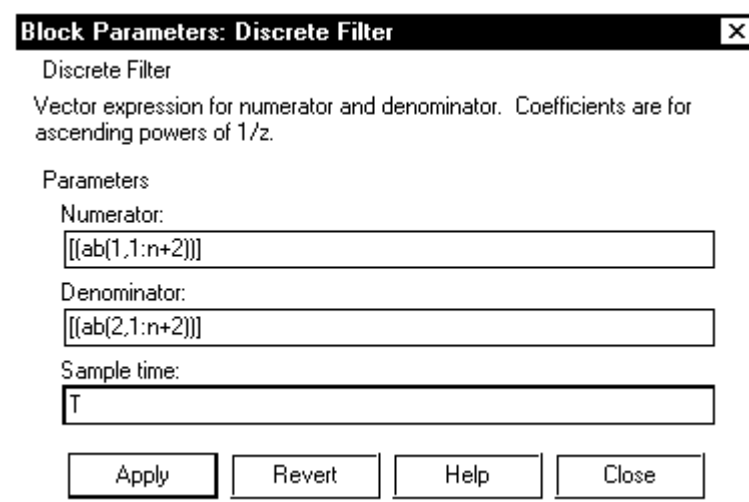 Block Parameters: Discrete Filter
Discrete Filter
Vector expression for numerator and denominator. Coefficients are for
ascending powers of 1/z.
Parameters
Numerator:
[(ab(1,1:n+2))]
Denominator:
[(ab(2,1:n+2))]
Sample time:
T
Apply Revert Help Close